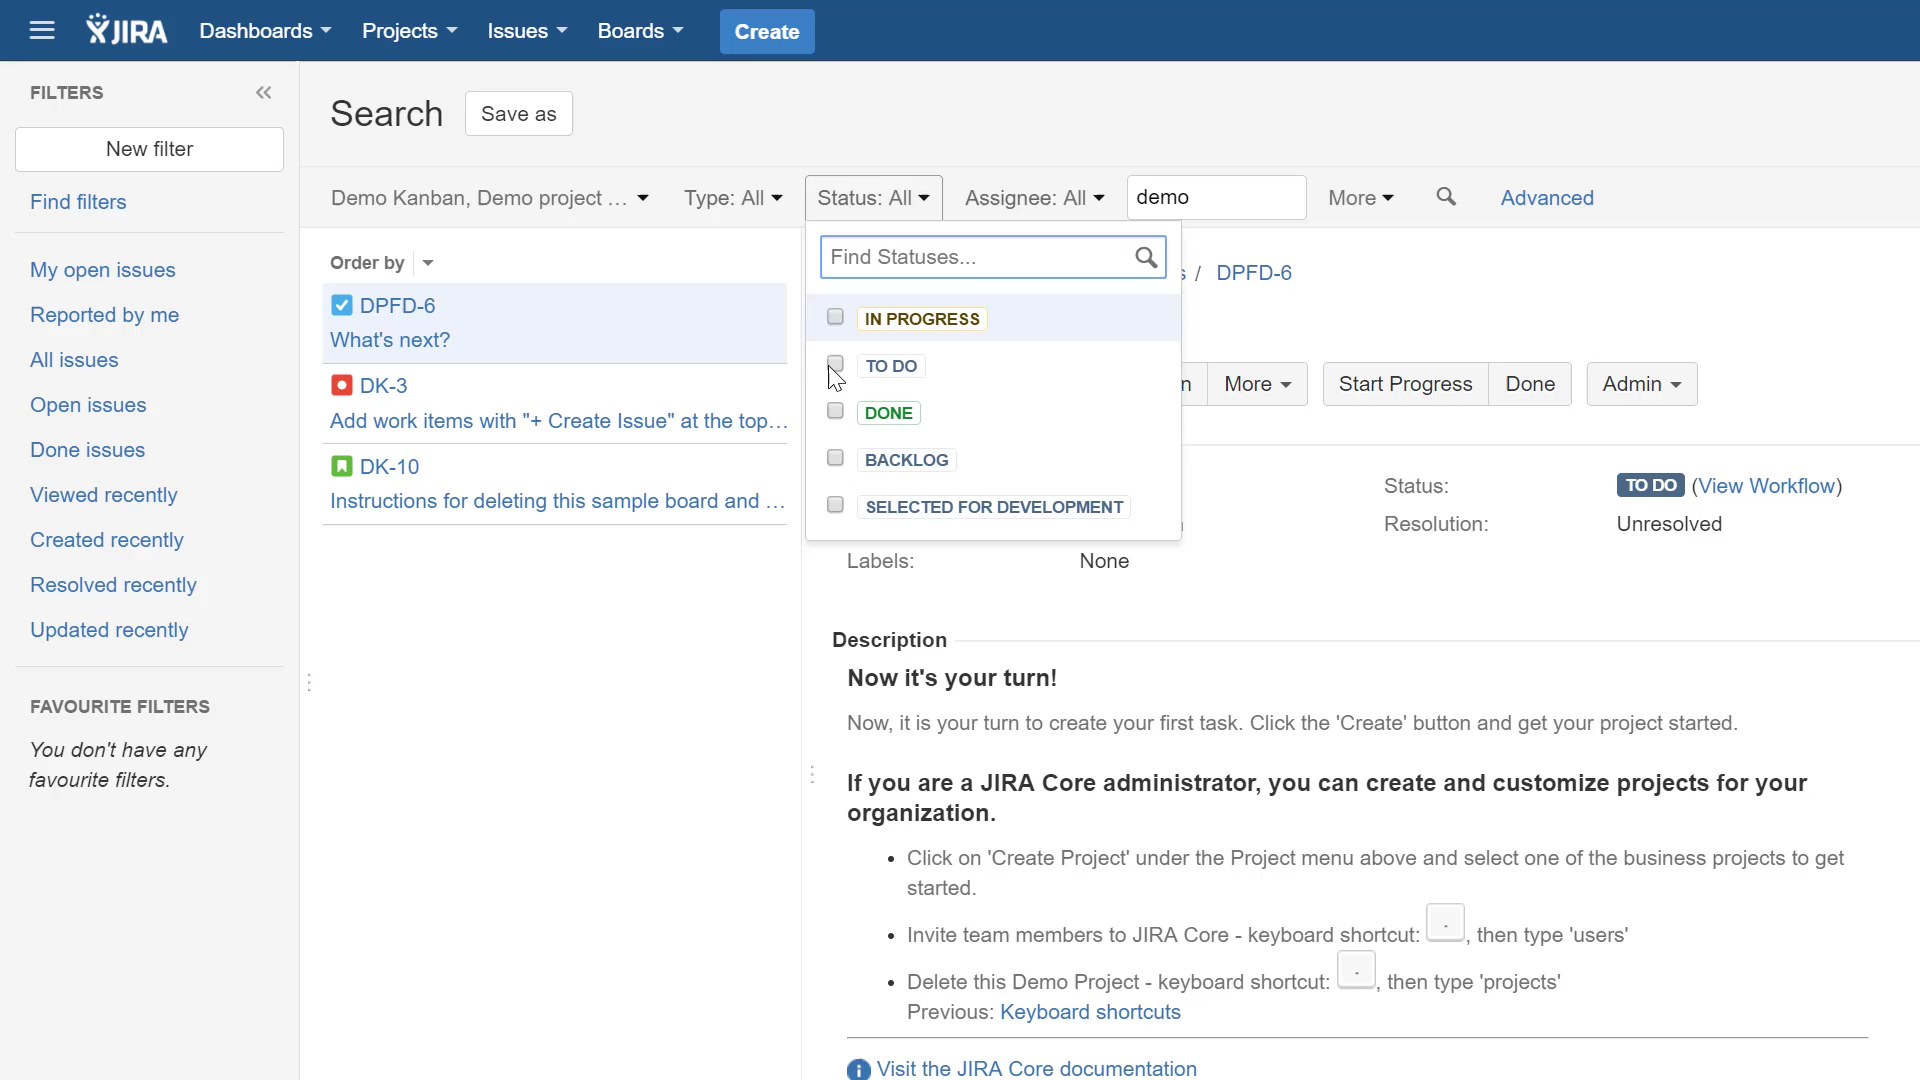 JIRA Dashboards Projects Issues Boards Create
FILTERS
New filter
Find filters
My open issues
Reported by me
All issues
Open issues
Done issues
Viewed recently
Created recently
Resolved recently
Updated recently
FAVOURITE FILTERS
You don't have any
favourite filters.
Search Save as
Demo Kanban, Demo project ... Type: All Status: All Assignee: All demo More Advanced
Order by
DPFD-6
What's next?
DK-3
Add work items with "+ Create Issue" at the top...
DK-10
Instructions for deleting this sample board and ...
Find Statuses...
IN PROGRESS
TO DO
DONE
BACKLOG
SELECTED FOR DEVELOPMENT
/ DPFD-6
More Start Progress Done Admin
Status: TO DO (View Workflow)
Resolution: Unresolved
Labels: None
Description
Now it's your turn!
Now, it is your turn to create your first task. Click the 'Create' button and get your project started.
If you are a JIRA Core administrator, you can create and customize projects for your
organization.
• Click on 'Create Project' under the Project menu above and select one of the business projects to get
started.
• Invite team members to JIRA Core - keyboard shortcut: . , then type 'users'
• Delete this Demo Project - keyboard shortcut: . , then type 'projects'
Previous: Keyboard shortcuts
Visit the JIRA Core documentation